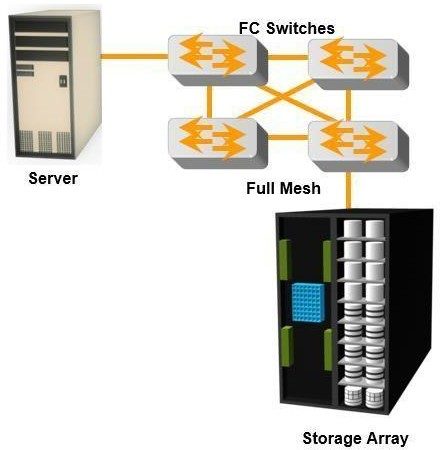 FC Switches
Server
Full Mesh
Storage Array